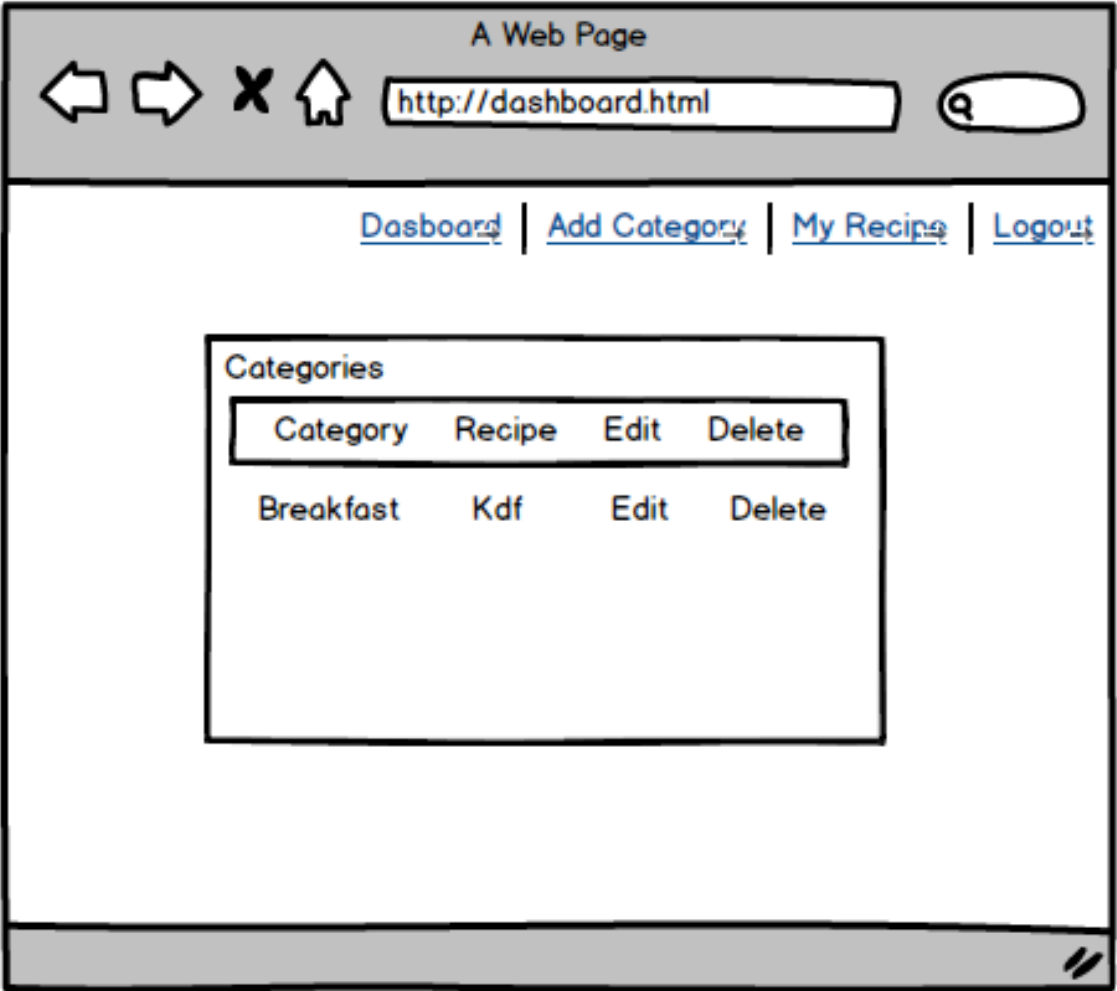 A Web Page
http://dashboard.html
Dasboard Add Category My Recipe Logout
Categories
Category Recipe Edit Delete
Breakfast Kdf Edit Delete